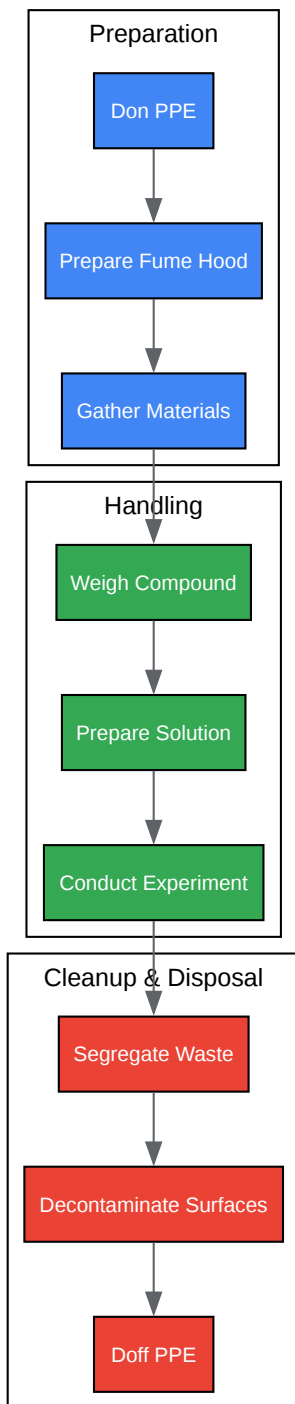 Preparation
Don PPE
Prepare Fume Hood
Gather Materials
Handling
Weigh Compound
Prepare Solution
Conduct Experiment
Cleanup & Disposal
Segregate Waste
Decontaminate Surfaces
Doff PPE